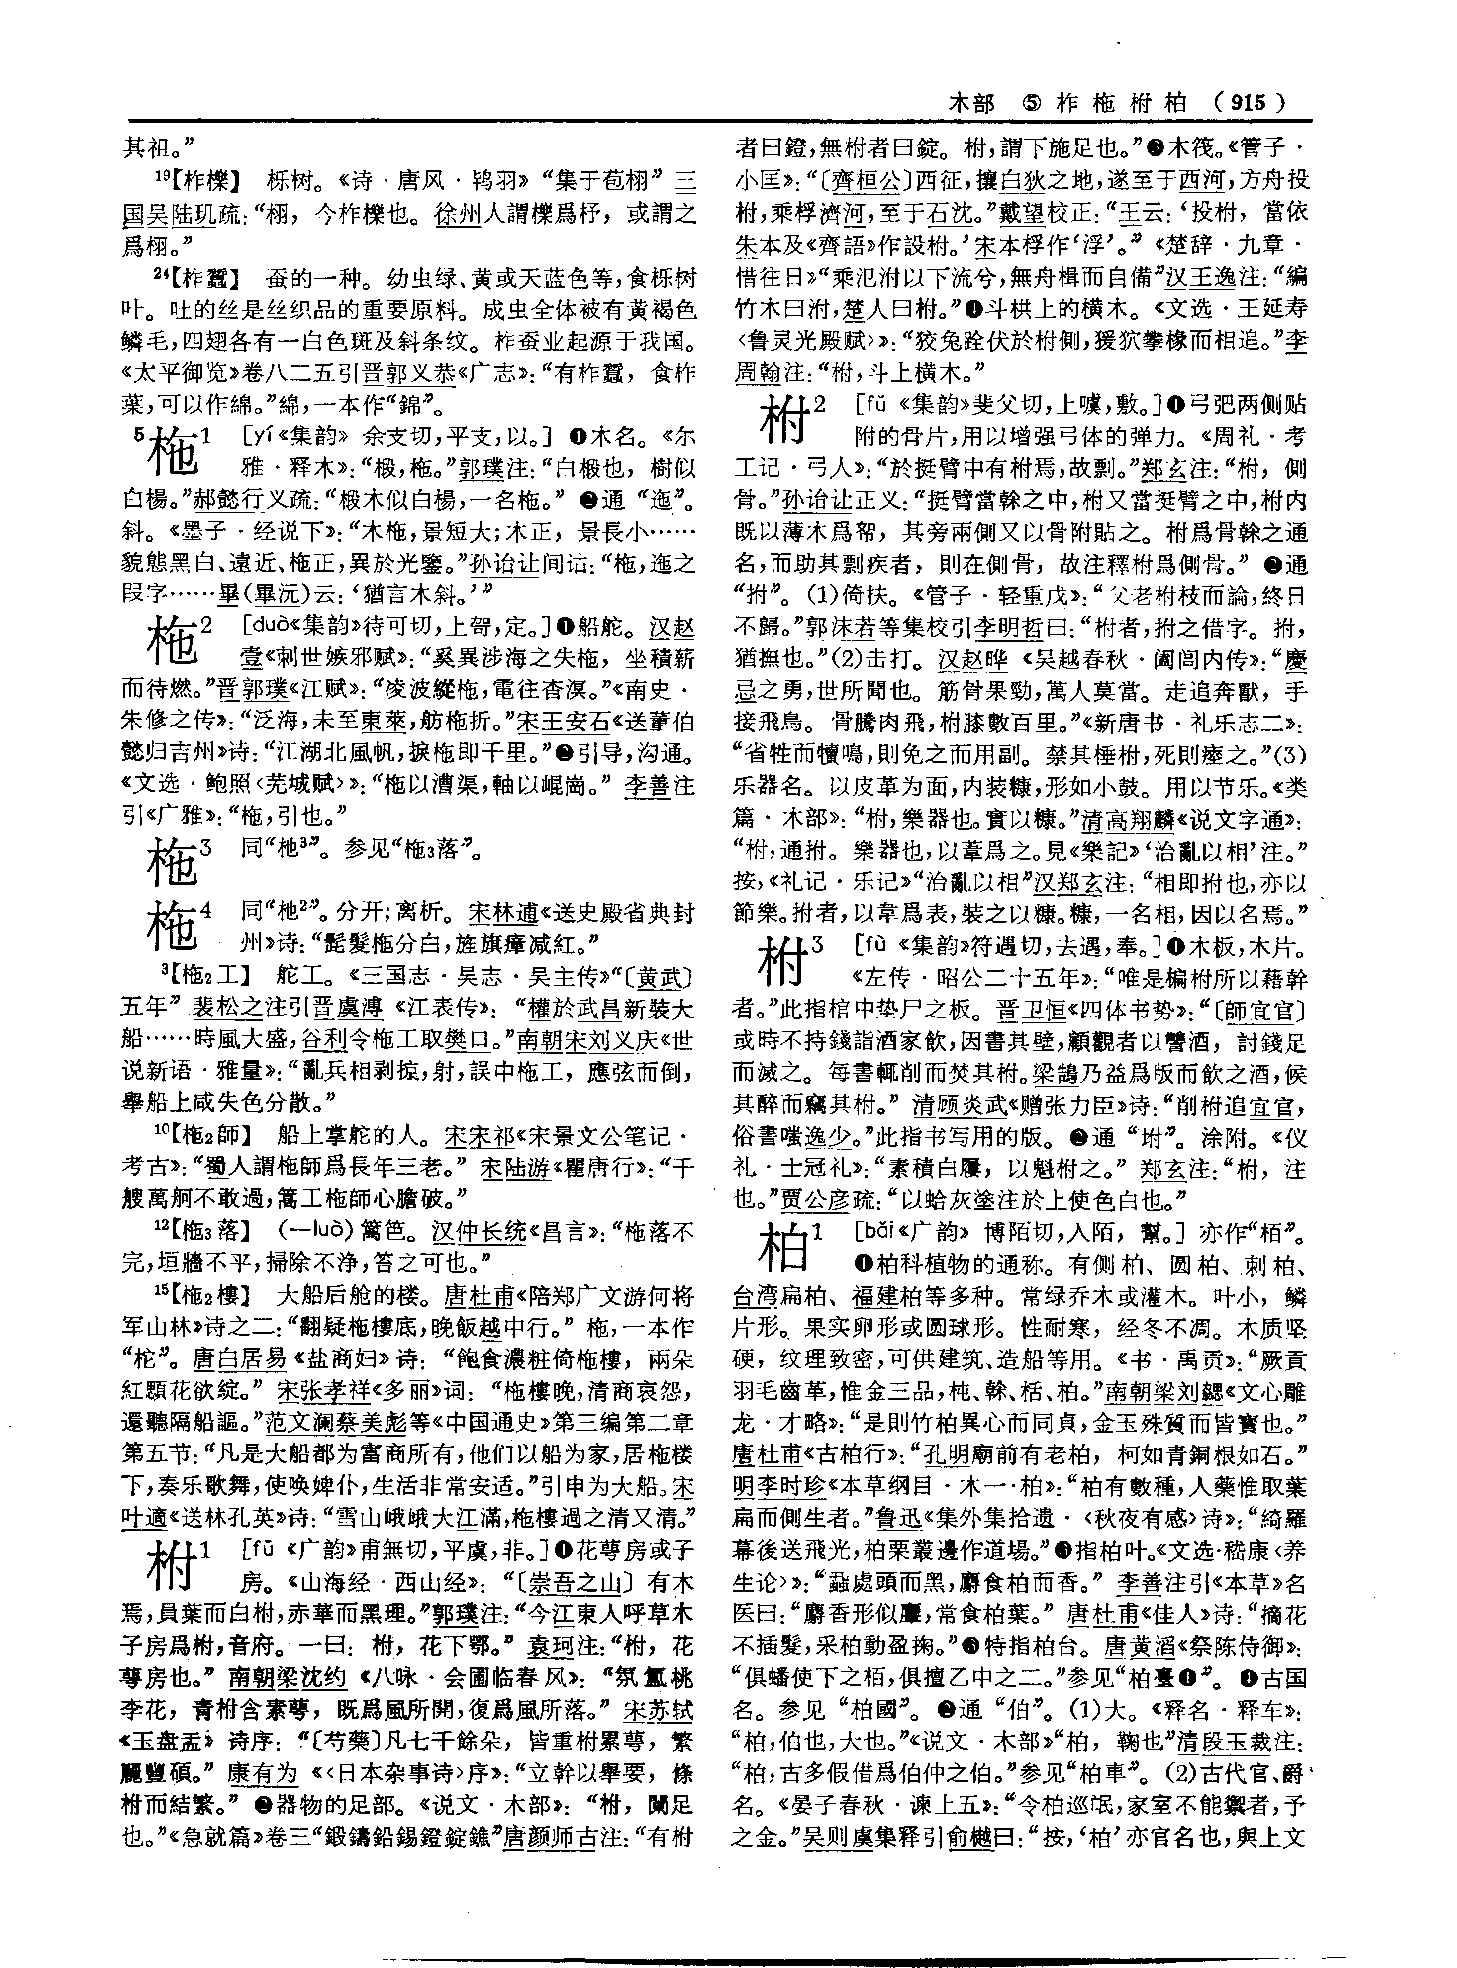 木部 ⑤ 柞 柂 柎 柏 (915)
其祖。”
¹⁹【柞櫟】 栎树。《诗·唐风·鸨羽》“集于苞栩”三
国吴陆玑疏:“栩，今柞櫟也。徐州人謂櫟爲杼，或謂之
爲栩。”
²⁴【柞蠶】 蚕的一种。幼虫绿、黄或天蓝色等,食栎树
叶。吐的丝是丝织品的重要原料。成虫全体被有黄褐色
鳞毛,四翅各有一白色斑及斜条纹。柞蚕业起源于我国。
《太平御览》卷八二五引晋郭义恭《广志》:“有柞蠶，食柞
葉,可以作綿。”綿,一本作“錦”。
⁵柂1 [yí《集韵》余支切,平支,以。] ❶木名。《尔
雅·释木》:“椴,柂。”郭璞注:“白椴也，樹似
白楊。”郝懿行义疏:“椴木似白楊,一名柂。” ❷通“迤”。
斜。《墨子·经说下》:“木柂,景短大;木正，景長小……
貌態黑白、遠近、柂正,異於光鑒。”孙诒让间诂:“柂,迤之
叚字……畢(畢沅)云:‘猶言木斜。’”
柂2 [duò《集韵》待可切,上哿,定。]❶船舵。汉赵
壹《刺世嫉邪赋》:“奚異涉海之失柂，坐積薪
而待燃。”晋郭璞《江赋》:“凌波縱柂,電往杳溟。”《南史·
朱修之传》:“泛海,未至東萊,舫柂折。”宋王安石《送董伯
懿归吉州》诗:“江湖北風帆,捩柂即千里。”❷引导,沟通。
《文选·鲍照〈芜城赋〉》:“柂以漕渠,軸以崐崗。” 李善注
引《广雅》:“柂,引也。”
柂3 同“杝³”。参见“柂₃落”。
柂4 同“杝²”。分开;离析。宋林逋《送史殿省典封
州》诗:“髭髮柂分白,旌旗瘴减紅。”
³【柂₂工】 舵工。《三国志·吴志·吴主传》“〔黄武〕
五年”裴松之注引晋虞溥《江表传》:“權於武昌新裝大
船……時風大盛,谷利令柂工取樊口。”南朝宋刘义庆《世
说新语·雅量》:“亂兵相剥掠,射,誤中柂工，應弦而倒,
舉船上咸失色分散。”
¹⁰【柂₂師】 船上掌舵的人。宋宋祁《宋景文公笔记·
考古》:“蜀人謂柂師爲長年三老。” 宋陆游《瞿唐行》:“千
艘萬舸不敢過,篙工柂師心膽破。”
¹²【柂₃落】 (—luò) 篱笆。汉仲长统《昌言》:“柂落不
完,垣牆不平,掃除不净,笞之可也。”
¹⁵【柂₂樓】 大船后舱的楼。唐杜甫《陪郑广文游何将
军山林》诗之二:“翻疑柂樓底,晚飯越中行。” 柂,一本作
“柁”。唐白居易《盐商妇》诗:“飽食濃粧倚柂樓，兩朵
紅顋花欲綻。” 宋张孝祥《多丽》词:“柂樓晚,清商哀怨，
還聽隔船謳。”范文澜蔡美彪等《中国通史》第三编第二章
第五节:“凡是大船都为富商所有,他们以船为家,居柂楼
下,奏乐歌舞,使唤婢仆,生活非常安适。”引申为大船。宋
叶適《送林孔英》诗:“雪山峨峨大江滿,柂樓過之清又清。”
柎1 [fū《广韵》甫無切,平虞,非。]❶花萼房或子
房。《山海经·西山经》:“〔崇吾之山〕有木
焉,員葉而白柎,赤華而黑理。”郭璞注:“今江東人呼草木
子房爲柎,音府。一曰:柎，花下鄂。”袁珂注:“柎，花
萼房也。”南朝梁沈约《八咏·会圃临春风》:“氛氳桃
李花，青柎含素萼，既爲風所開,復爲風所落。”宋苏轼
《玉盘盂》诗序:“〔芍藥〕凡七千餘朵，皆重柎累萼，繁
麗豐碩。”康有为《〈日本杂事诗〉序》:“立幹以舉要，條
柎而結繁。” ❷器物的足部。《说文·木部》:“柎，闌足
也。”《急就篇》卷三“鍛鑄鉛錫鐙錠鐎”唐颜师古注:“有柎
者曰鐙,無柎者曰錠。柎,謂下施足也。”❸木筏。《管子·
小匡》:“〔齊桓公〕西征,攘白狄之地,遂至于西河,方舟投
柎,乘桴濟河,至于石沈。”戴望校正:“王云:‘投柎，當依
朱本及《齊語》作設柎。’宋本桴作‘浮’。”《楚辞·九章·
惜往日》“乘氾泭以下流兮,無舟楫而自備”汉王逸注:“編
竹木曰泭,楚人曰柎。”❹斗栱上的横木。《文选·王延寿
〈鲁灵光殿赋〉》:“狡兔跧伏於柎側,猨狖攀椽而相追。”李
周翰注:“柎,斗上横木。”
柎2 [fǔ《集韵》斐父切,上噳,敷。]❶弓弝两侧贴
附的骨片,用以增强弓体的弹力。《周礼·考
工记·弓人》:“於挺臂中有柎焉,故剽。”郑玄注:“柎，側
骨。”孙诒让正义:“挺臂當榦之中,柎又當挺臂之中,柎内
既以薄木爲帤，其旁兩側又以骨附貼之。柎爲骨榦之通
名,而助其剽疾者，則在側骨，故注釋柎爲側骨。” ❷通
“拊”。(1)倚扶。《管子·轻重戊》:“父老柎枝而論,終日
不歸。”郭沫若等集校引李明哲曰:“柎者,拊之借字。拊，
猶撫也。”(2)击打。汉赵晔《吴越春秋·阖闾内传》:“慶
忌之勇,世所聞也。筋骨果勁,萬人莫當。走追奔獸，手
接飛鳥。骨騰肉飛,柎膝數百里。”《新唐书·礼乐志二》:
“省牲而犢鳴,則免之而用副。禁其棰柎,死則瘞之。”(3)
乐器名。以皮革为面,内装糠,形如小鼓。用以节乐。《类
篇·木部》:“柎,樂器也。實以糠。”清高翔麟《说文字通》:
“柎,通拊。樂器也,以葦爲之。見《樂記》‘治亂以相’注。”
按,《礼记·乐记》“治亂以相”汉郑玄注:“相即拊也,亦以
節樂。拊者,以韋爲表,裝之以糠。糠,一名相,因以名焉。”
柎3 [fù《集韵》符遇切,去遇,奉。]❶木板,木片。
《左传·昭公二十五年》:“唯是楄柎所以藉幹
者。”此指棺中垫尸之板。晋卫恒《四体书势》:“〔師宜官〕
或時不持錢詣酒家飲,因書其壁,顧觀者以讐酒，討錢足
而滅之。每書輒削而焚其柎。梁鵠乃益爲版而飲之酒,候
其醉而竊其柎。”清顾炎武《赠张力臣》诗:“削柎追宜官，
俗書嗤逸少。”此指书写用的版。❷通“坿”。涂附。《仪
礼·士冠礼》:“素積白屨，以魁柎之。” 郑玄注:“柎，注
也。”贾公彦疏:“以蛤灰塗注於上使色白也。”
柏1 [bǎi《广韵》博陌切,入陌，幫。] 亦作“栢”。
❶柏科植物的通称。有侧柏、圆柏、刺柏、
台湾扁柏、福建柏等多种。常绿乔木或灌木。叶小，鳞
片形。果实卵形或圆球形。性耐寒，经冬不凋。木质坚
硬，纹理致密,可供建筑、造船等用。《书·禹贡》:“厥貢
羽毛齒革,惟金三品,杶、榦、栝、柏。”南朝梁刘勰《文心雕
龙·才略》:“是則竹柏異心而同貞,金玉殊質而皆寶也。”
唐杜甫《古柏行》:“孔明廟前有老柏，柯如青銅根如石。”
明李时珍《本草纲目·木一·柏》:“柏有數種,入藥惟取葉
扁而側生者。”鲁迅《集外集拾遗·〈秋夜有感〉诗》:“綺羅
幕後送飛光,柏栗叢邊作道場。”❷指柏叶。《文选·嵇康〈养
生论〉》:“蝨處頭而黑,麝食柏而香。” 李善注引《本草》名
医曰:“麝香形似麞,常食柏葉。” 唐杜甫《佳人》诗:“摘花
不插髮,采柏動盈掬。”❸特指柏台。唐黄滔《祭陈侍御》:
“俱蟠使下之栢,俱擅乙中之二。”参见“柏臺❶”。❹古国
名。参见“柏國”。❺通“伯”。(1)大。《释名·释车》:
“柏,伯也,大也。”《说文·木部》“柏，鞠也”清段玉裁注:
“柏,古多假借爲伯仲之伯。”参见“柏車”。(2)古代官、爵
名。《晏子春秋·谏上五》:“令柏巡氓,家室不能禦者,予
之金。”吴则虞集释引俞樾曰:“按,‘柏’亦官名也,與上文